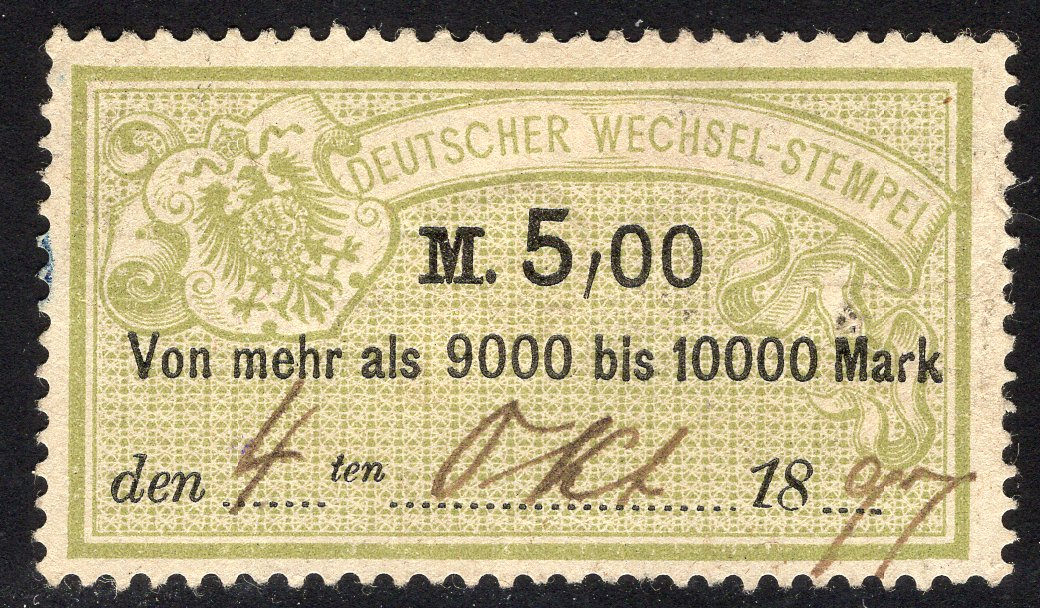 DEUTSCHER WECHSEL-STEMPEL
M. 5,00
Von mehr als 9000 bis 10000 Mark
den 4 ten Okt 1897